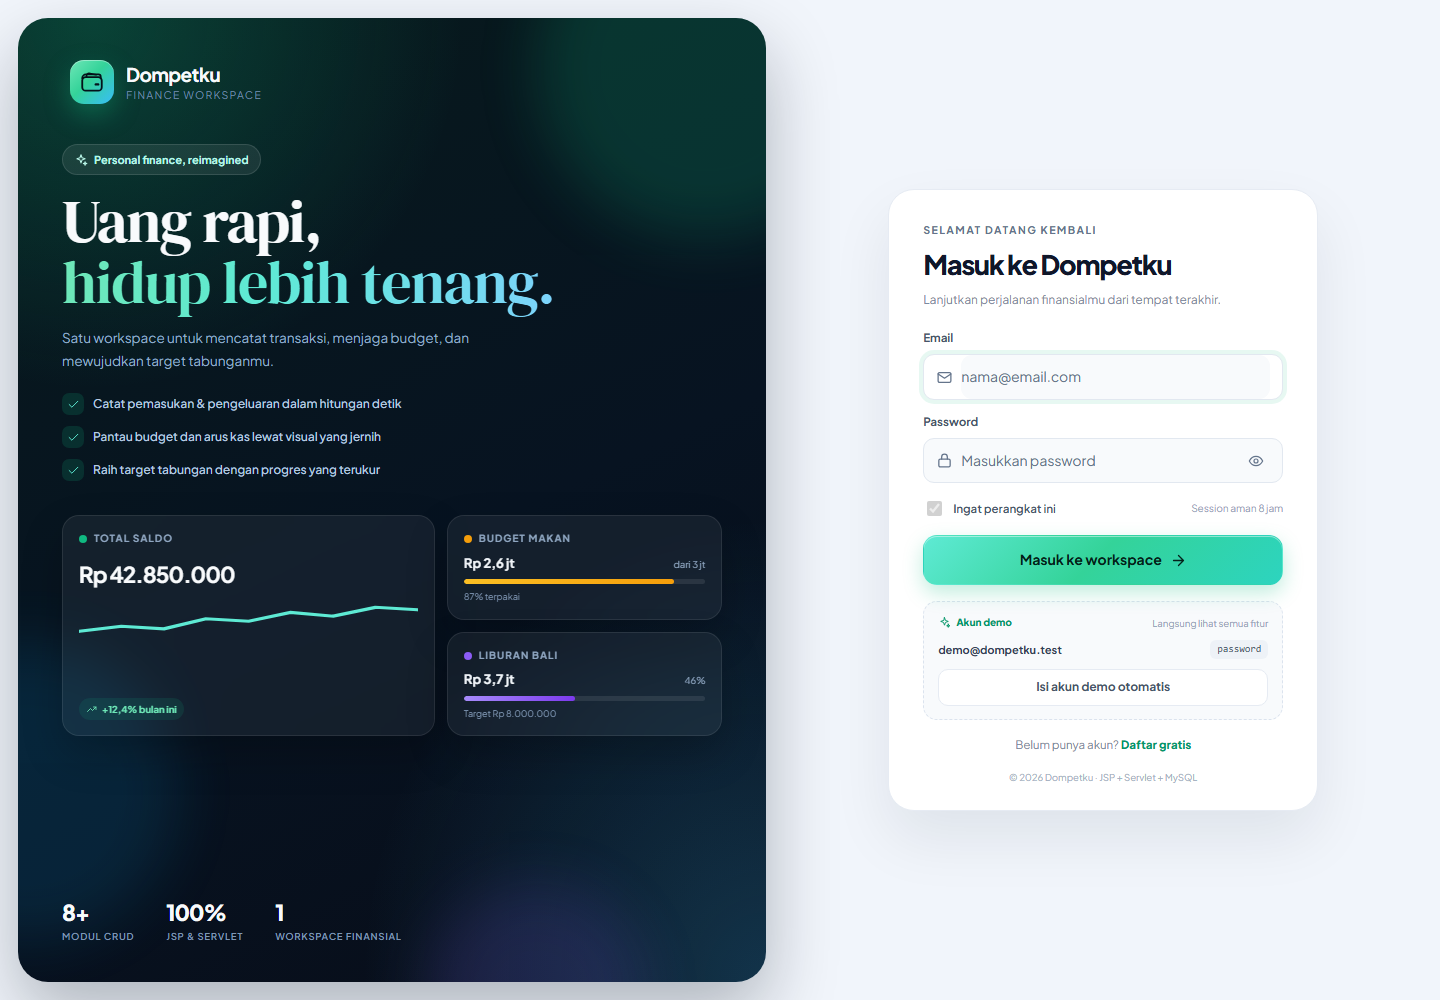 Dompetku
FINANCE WORKSPACE
Personal finance, reimagined
Uang rapi,
hidup lebih tenang.
Satu workspace untuk mencatat transaksi, menjaga budget, dan
mewujudkan target tabunganmu.
Catat pemasukan & pengeluaran dalam hitungan detik
Pantau budget dan arus kas lewat visual yang jernih
Raih target tabungan dengan progres yang terukur
TOTAL SALDO
Rp 42.850.000
+12,4% bulan ini
BUDGET MAKAN
Rp 2,6 jt dari 3 jt
87% terpakai
LIBURAN BALI
Rp 3,7 jt 46%
Target Rp 8.000.000
8+ 100% 1
MODUL CRUD JSP & SERVLET WORKSPACE FINANSIAL
SELAMAT DATANG KEMBALI
Masuk ke Dompetku
Lanjutkan perjalanan finansialmu dari tempat terakhir.
Email
nama@email.com
Password
Masukkan password
Ingat perangkat ini Session aman 8 jam
Masuk ke workspace
Akun demo Langsung lihat semua fitur
demo@dompetku.test password
Isi akun demo otomatis
Belum punya akun? Daftar gratis
© 2026 Dompetku · JSP + Servlet + MySQL